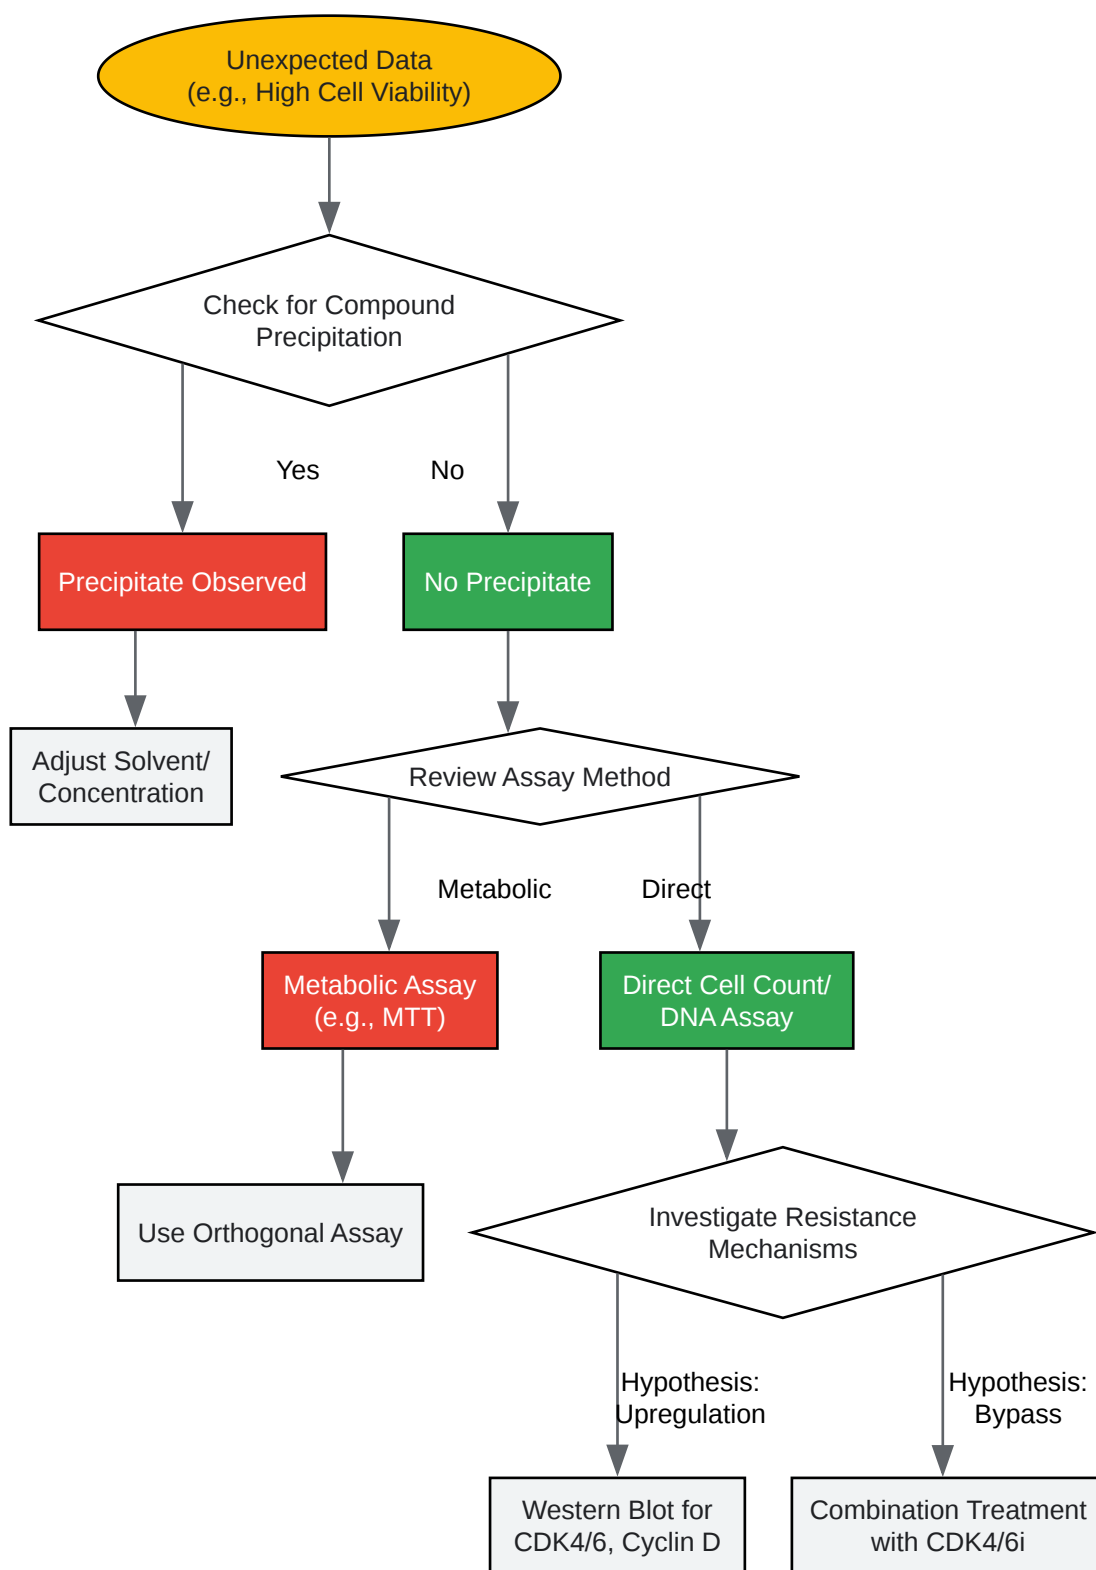 Unexpected Data
(e.g., High Cell Viability)
Check for Compound
Precipitation
Yes
No
Precipitate Observed
No Precipitate
Adjust Solvent/
Concentration
Review Assay Method
Metabolic
Direct
Metabolic Assay
(e.g., MTT)
Direct Cell Count/
DNA Assay
Use Orthogonal Assay
Investigate Resistance
Mechanisms
Hypothesis:
Upregulation
Hypothesis:
Bypass
Western Blot for
CDK4/6, Cyclin D
Combination Treatment
with CDK4/6i